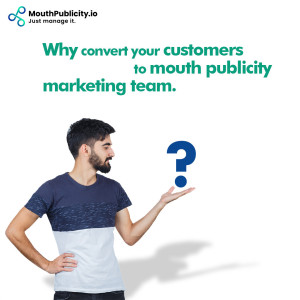 MouthPublicity.io
Just manage it.
Why convert your customers
to mouth publicity
marketing team.
?